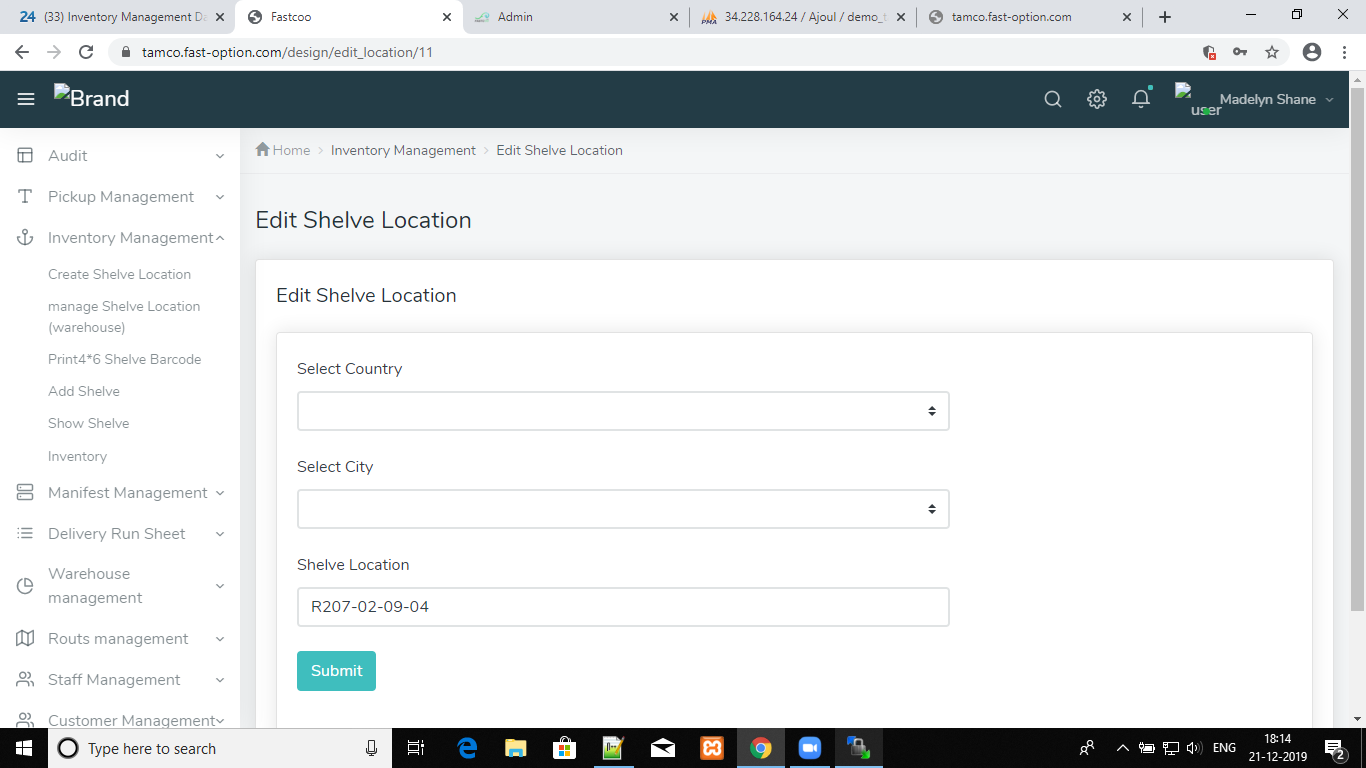 24 (33) Inventory Management Da
Fastcoo
Admin
34.228.164.24 / Ajoul / demo_t
tamco.fast-option.com
tamco.fast-option.com/design/edit_location/11
Brand
user
Madelyn Shane
Audit
Pickup Management
Inventory Management
Create Shelve Location
manage Shelve Location
(warehouse)
Print4*6 Shelve Barcode
Add Shelve
Show Shelve
Inventory
Manifest Management
Delivery Run Sheet
Warehouse
management
Routs management
Staff Management
Customer Management
Home > Inventory Management > Edit Shelve Location
Edit Shelve Location
Edit Shelve Location
Select Country
Select City
Shelve Location
R207-02-09-04
Submit
Type here to search
ENG
18:14
21-12-2019
2